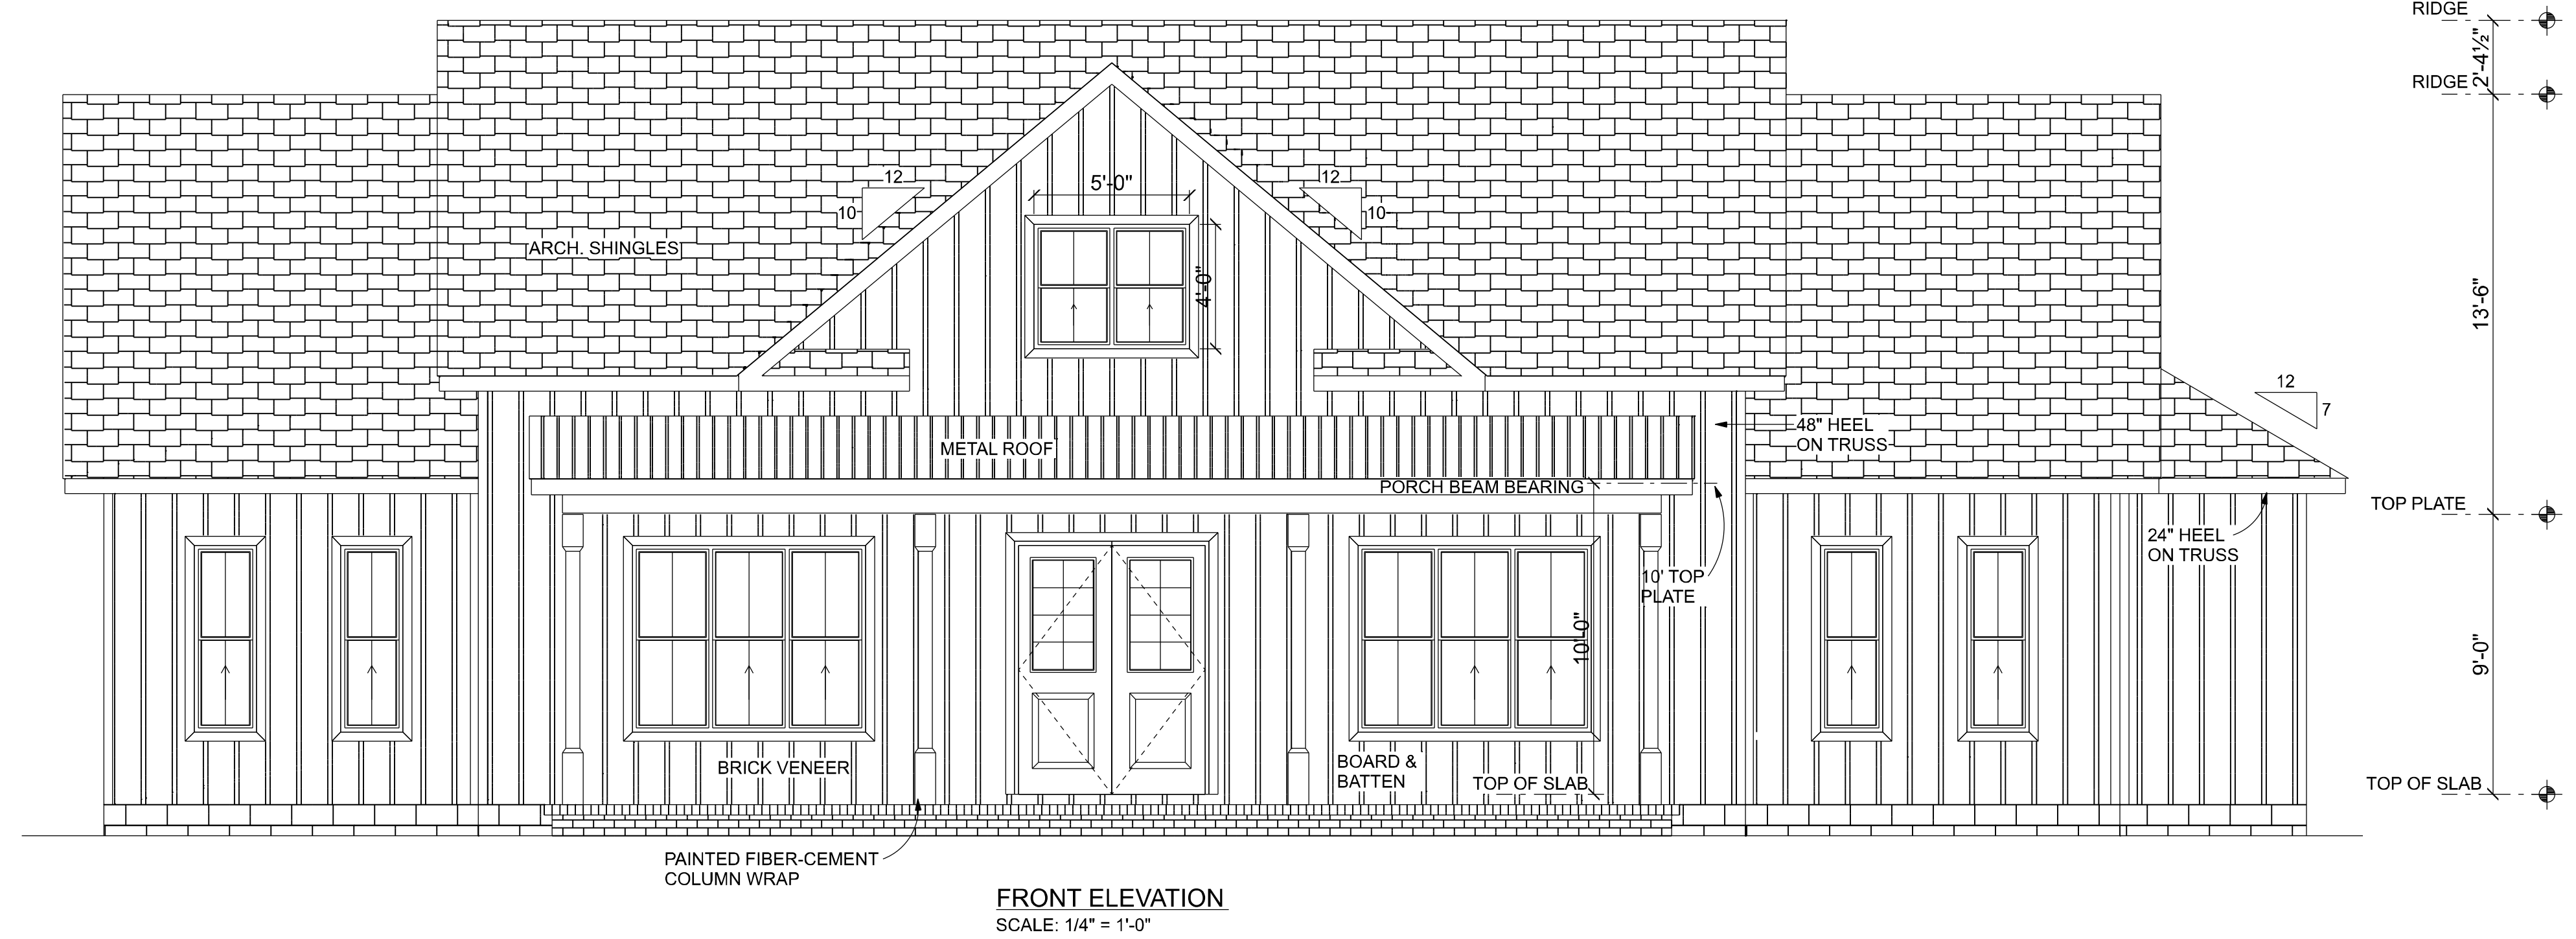 RIDGE
2'-4½"
RIDGE
12
10
5'-0"
12
10
ARCH. SHINGLES
4'-0"
13'-6"
12
7
48" HEEL
ON TRUSS
METAL ROOF
PORCH BEAM BEARING
TOP PLATE
24" HEEL
ON TRUSS
10' TOP
PLATE
10'-0"
9'-0"
BRICK VENEER
BOARD &
BATTEN
TOP OF SLAB
TOP OF SLAB
PAINTED FIBER-CEMENT
COLUMN WRAP
FRONT ELEVATION
SCALE: 1/4" = 1'-0"